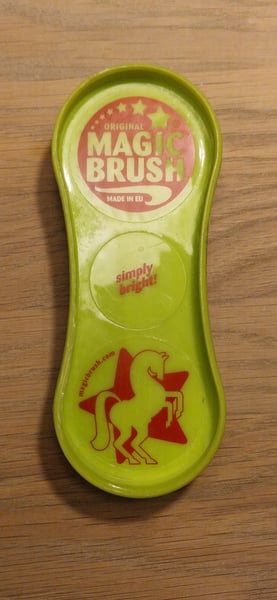 ORIGINAL
MAGIC
BRUSH
MADE IN EU
simply
bright!
magicbrush.com